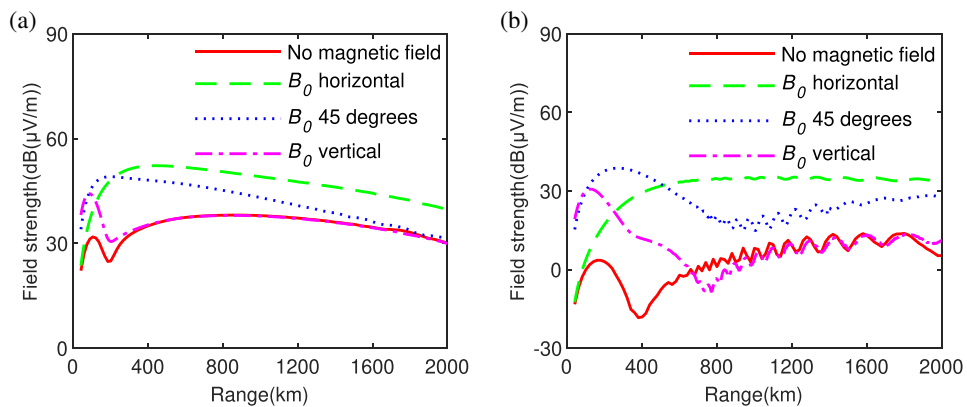 (a)
90
60
30
0
Field strength(dB(μV/m))
No magnetic field
B0 horizontal
B0 45 degrees
B0 vertical
0 400 800 1200 1600 2000
Range(km)
(b)
90
60
30
0
-30
Field strength(dB(μV/m))
No magnetic field
B0 horizontal
B0 45 degrees
B0 vertical
0 400 800 1200 1600 2000
Range(km)